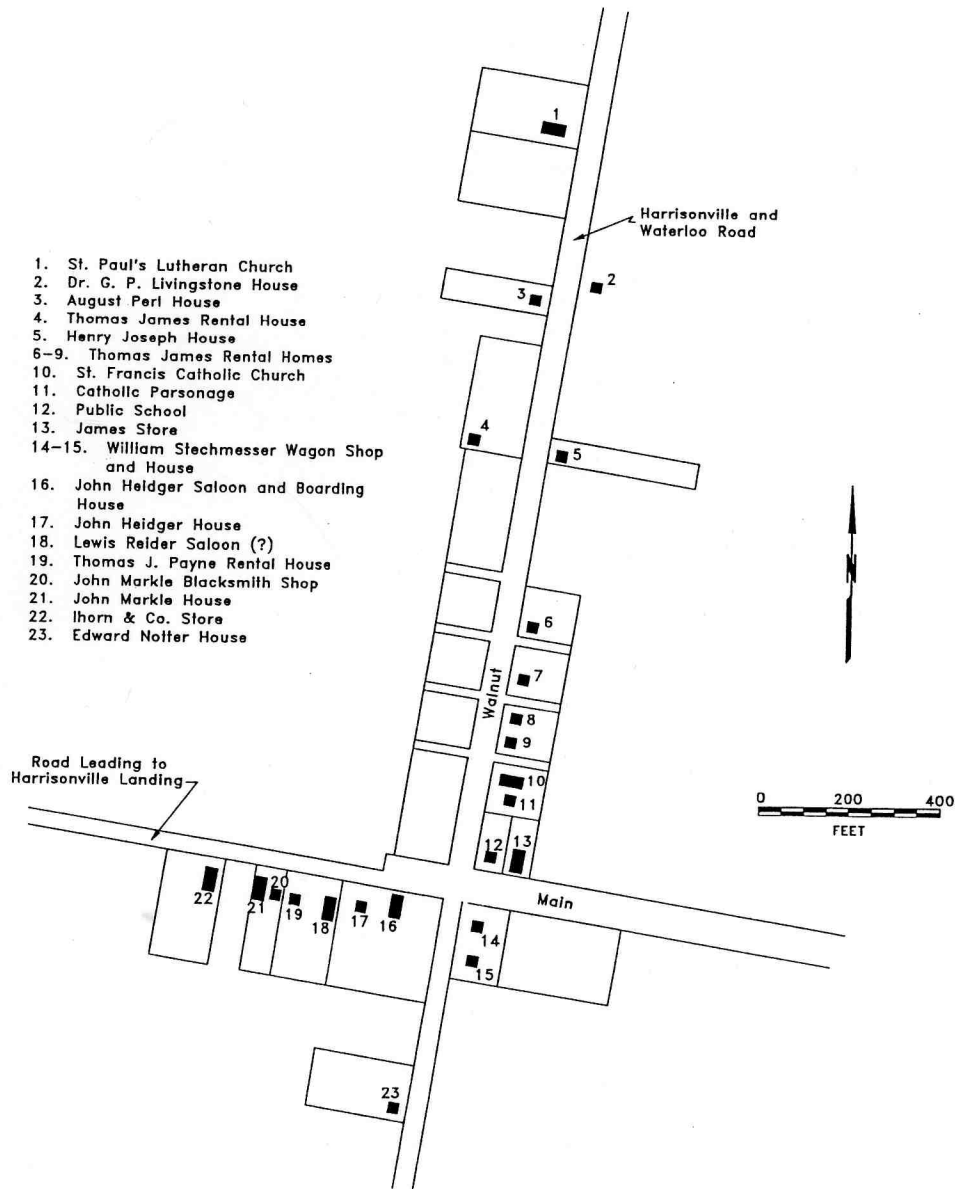 Harrisonville and
Waterloo Road
1. St. Paul's Lutheran Church
2. Dr. G. P. Livingstone House
3. August Perl House
4. Thomas James Rental House
5. Henry Joseph House
6-9. Thomas James Rental Homes
10. St. Francis Catholic Church
11. Catholic Parsonage
12. Public School
13. James Store
14-15. William Stechmesser Wagon Shop
and House
16. John Heidger Saloon and Boarding
House
17. John Heidger House
18. Lewis Reider Saloon (?)
19. Thomas J. Payne Rental House
20. John Markle Blacksmith Shop
21. John Markle House
22. Ihorn & Co. Store
23. Edward Notter House
1
2
3
4
5
N
6
7
Walnut
8
9
10
11
12
13
Road Leading to
Harrisonville Landing
0 200 400
FEET
Main
22
21
20
19
18
17
16
14
15
23